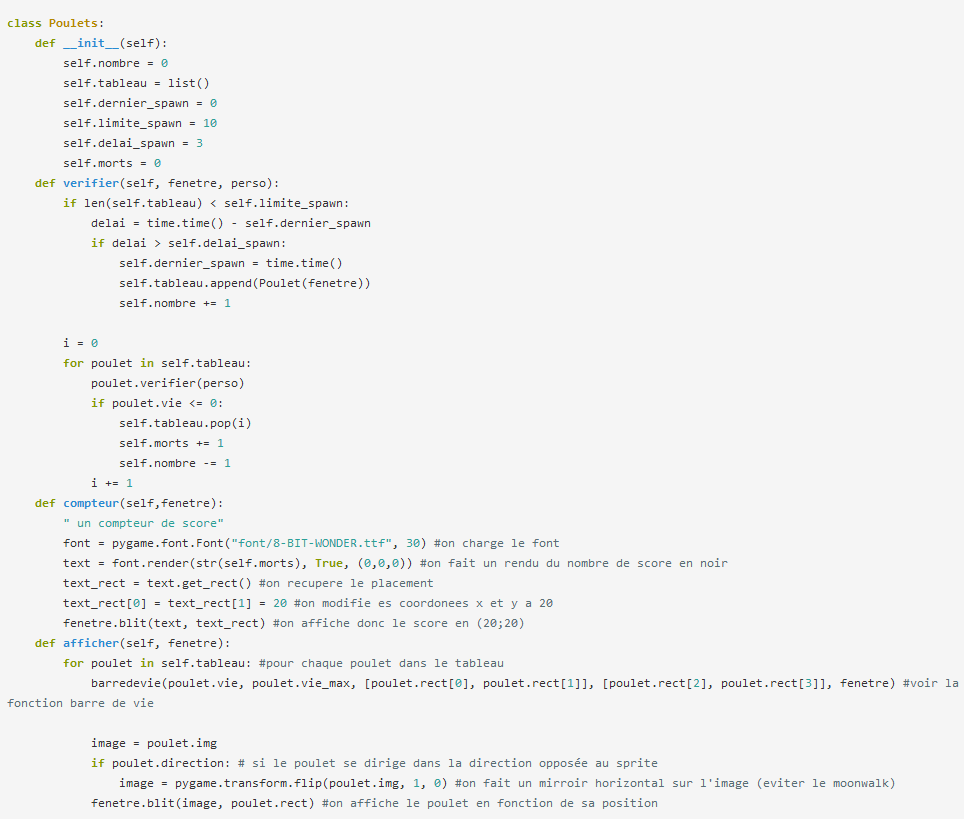 class Poulets:
    def __init__(self):
        self.nombre = 0
        self.tableau = list()
        self.dernier_spawn = 0
        self.limite_spawn = 10
        self.delai_spawn = 3
        self.morts = 0
    def verifier(self, fenetre, perso):
        if len(self.tableau) < self.limite_spawn:
            delai = time.time() - self.dernier_spawn
            if delai > self.delai_spawn:
                self.dernier_spawn = time.time()
                self.tableau.append(Poulet(fenetre))
                self.nombre += 1

        i = 0
        for poulet in self.tableau:
            poulet.verifier(perso)
            if poulet.vie <= 0:
                self.tableau.pop(i)
                self.morts += 1
                self.nombre -= 1
            i += 1
    def compteur(self,fenetre):
        " un compteur de score"
        font = pygame.font.Font("font/8-BIT-WONDER.ttf", 30) #on charge le font
        text = font.render(str(self.morts), True, (0,0,0)) #on fait un rendu du nombre de score en noir
        text_rect = text.get_rect() #on recupere le placement
        text_rect[0] = text_rect[1] = 20 #on modifie es coordonees x et y a 20
        fenetre.blit(text, text_rect) #on affiche donc le score en (20;20)
    def afficher(self, fenetre):
        for poulet in self.tableau: #pour chaque poulet dans le tableau
            barredevie(poulet.vie, poulet.vie_max, [poulet.rect[0], poulet.rect[1]], [poulet.rect[2], poulet.rect[3]], fenetre) #voir la
fonction barre de vie

            image = poulet.img
            if poulet.direction: # si le poulet se dirige dans la direction opposée au sprite
                image = pygame.transform.flip(poulet.img, 1, 0) #on fait un mirroir horizontal sur l'image (eviter le moonwalk)
            fenetre.blit(image, poulet.rect) #on affiche le poulet en fonction de sa position